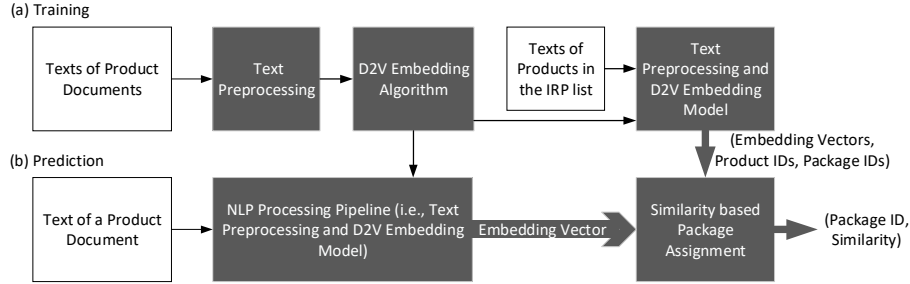 (a) Training
Texts of Product
Documents
Text
Preprocessing
D2V Embedding
Algorithm
Texts of
Products in
the IRP list
Text
Preprocessing and
D2V Embedding
Model
(Embedding Vectors,
Product IDs, Package IDs)
(b) Prediction
Text of a Product
Document
NLP Processing Pipeline (i.e., Text
Preprocessing and D2V Embedding
Model)
Embedding Vector
Similarity based
Package
Assignment
(Package ID,
Similarity)